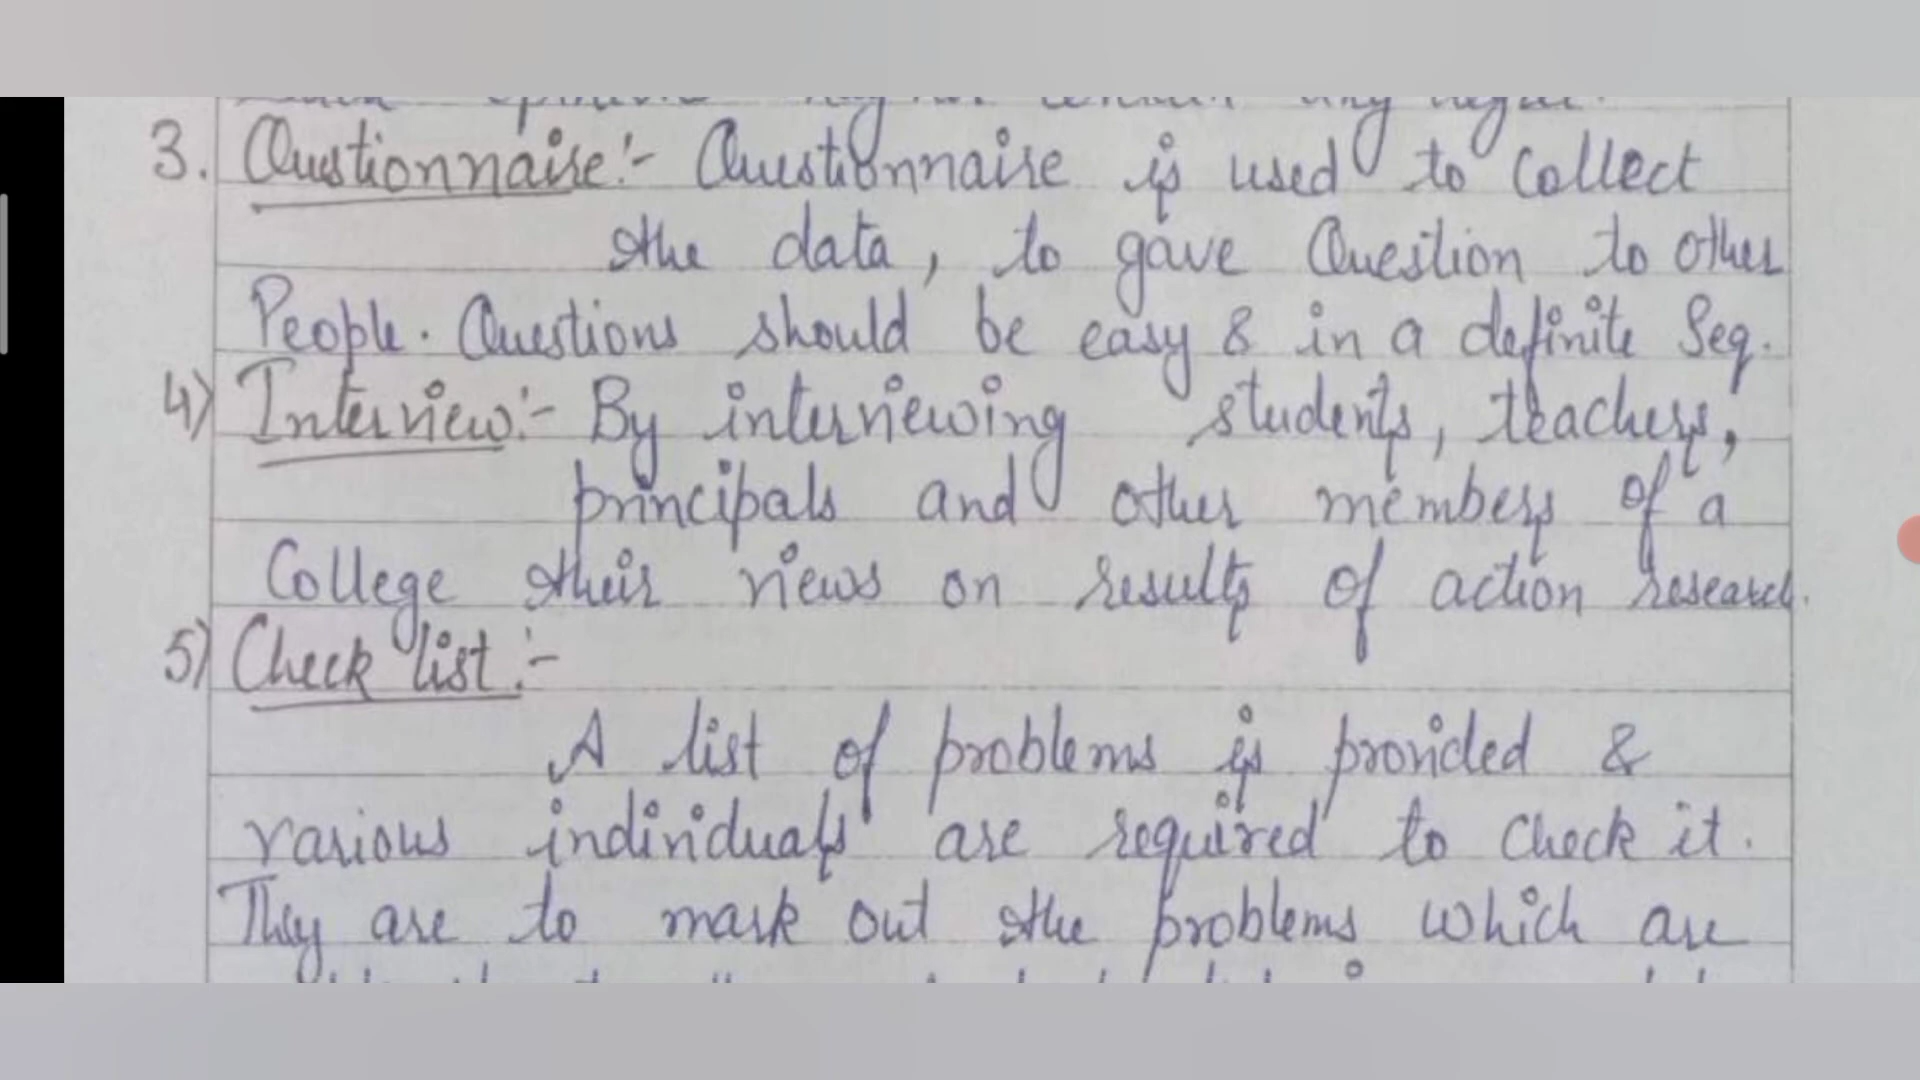 3. Questionnaire:- Questionnaire is used to collect
the data, to gave Question to other
People. Questions should be easy & in a definite Seq.
4) Interview:- By interviewing students, teachers,
principals and other members of a
College their views on results of action research.
5) Check list:-
A list of problems is provided &
various individuals are required to check it.
They are to mark out the problems which are